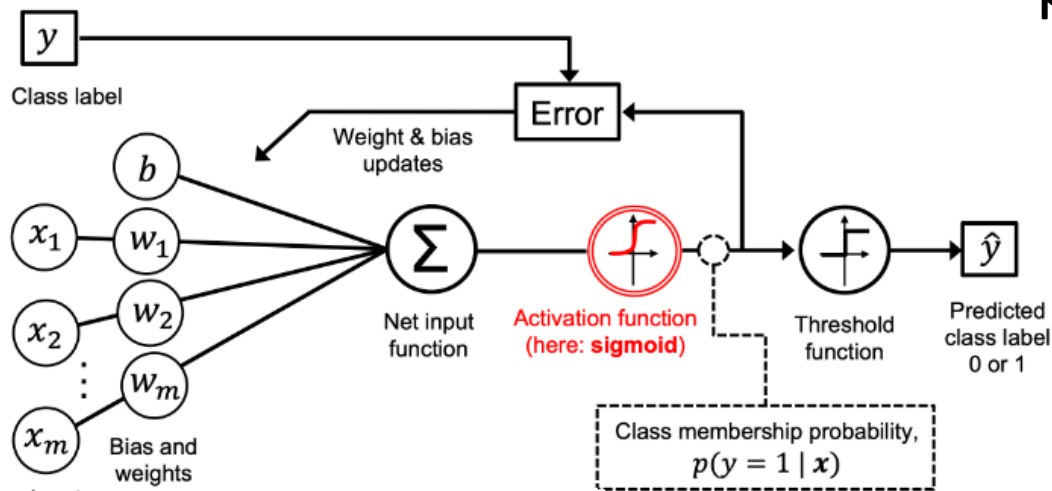 y
Class label
Error
Weight & bias
updates
b
x₁
w₁
x₂
w₂
⋮
xₘ
wₘ
Bias and
weights
Σ
Net input
function
Activation function
(here: sigmoid)
Threshold
function
ŷ
Predicted
class label
0 or 1
Class membership probability,
p(y = 1 | x)